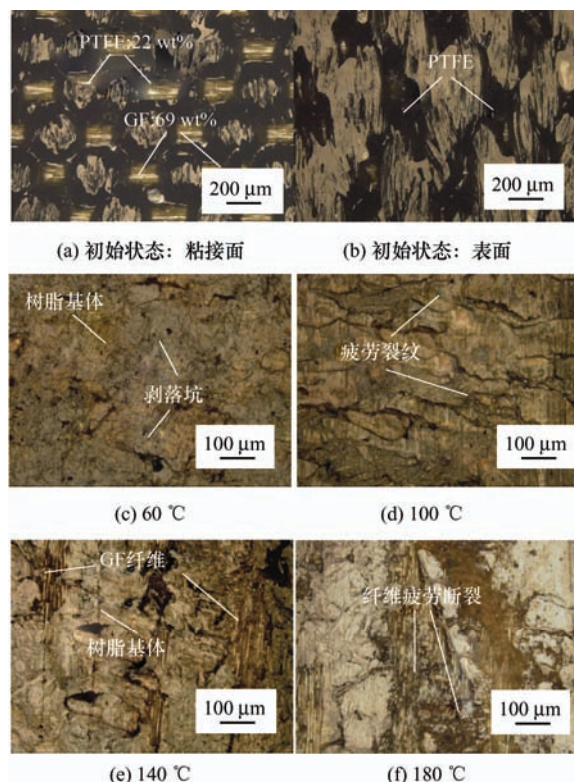 PTFE:22 wt%
GF:69 wt%
200 μm
(a) 初始状态：粘接面
PTFE
200 μm
(b) 初始状态：表面
树脂基体
剥落坑
100 μm
(c) 60 ℃
疲劳裂纹
100 μm
(d) 100 ℃
GF纤维
树脂基体
100 μm
(e) 140 ℃
纤维疲劳断裂
100 μm
(f) 180 ℃